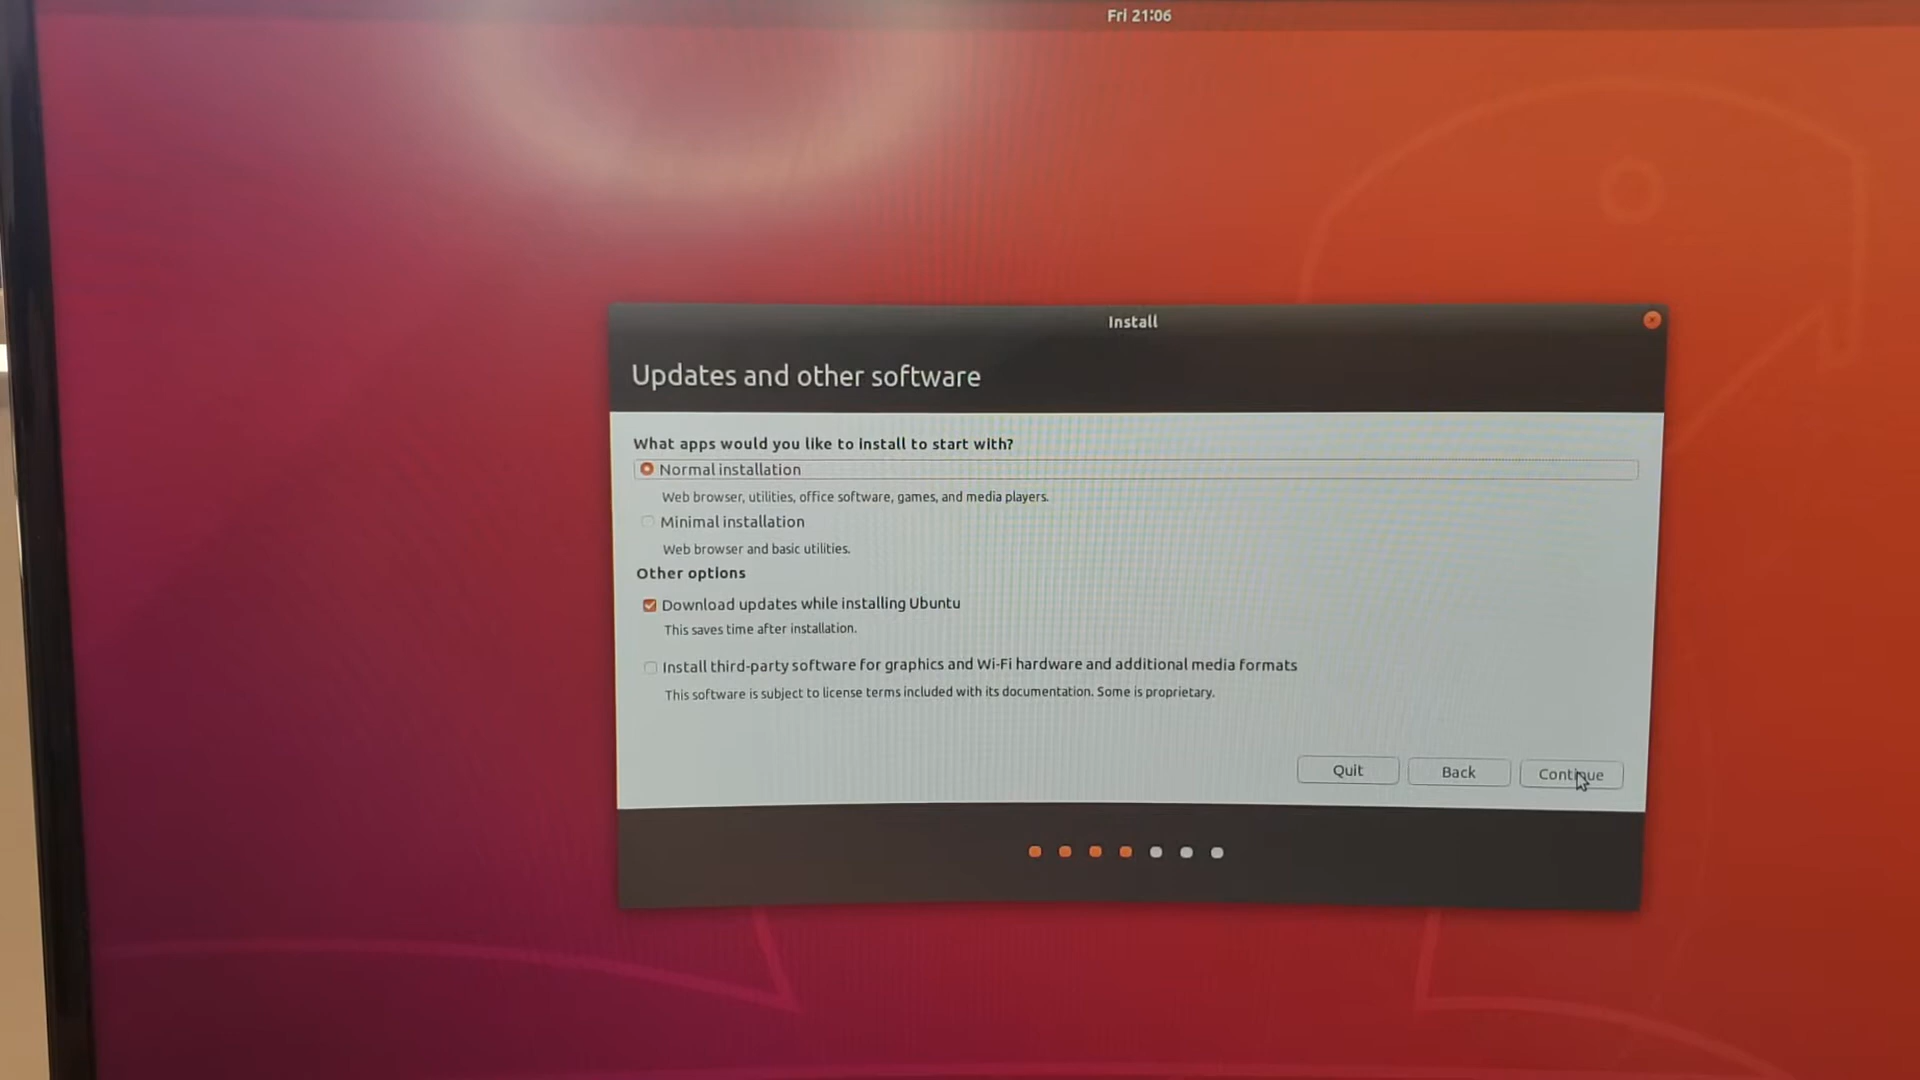 Fri 21:06
Install
Updates and other software
What apps would you like to install to start with?
Normal installation
Web browser, utilities, office software, games, and media players.
Minimal installation
Web browser and basic utilities.
Other options
Download updates while installing Ubuntu
This saves time after installation.
Install third-party software for graphics and Wi-Fi hardware and additional media formats
This software is subject to license terms included with its documentation. Some is proprietary.
Quit
Back
Continue